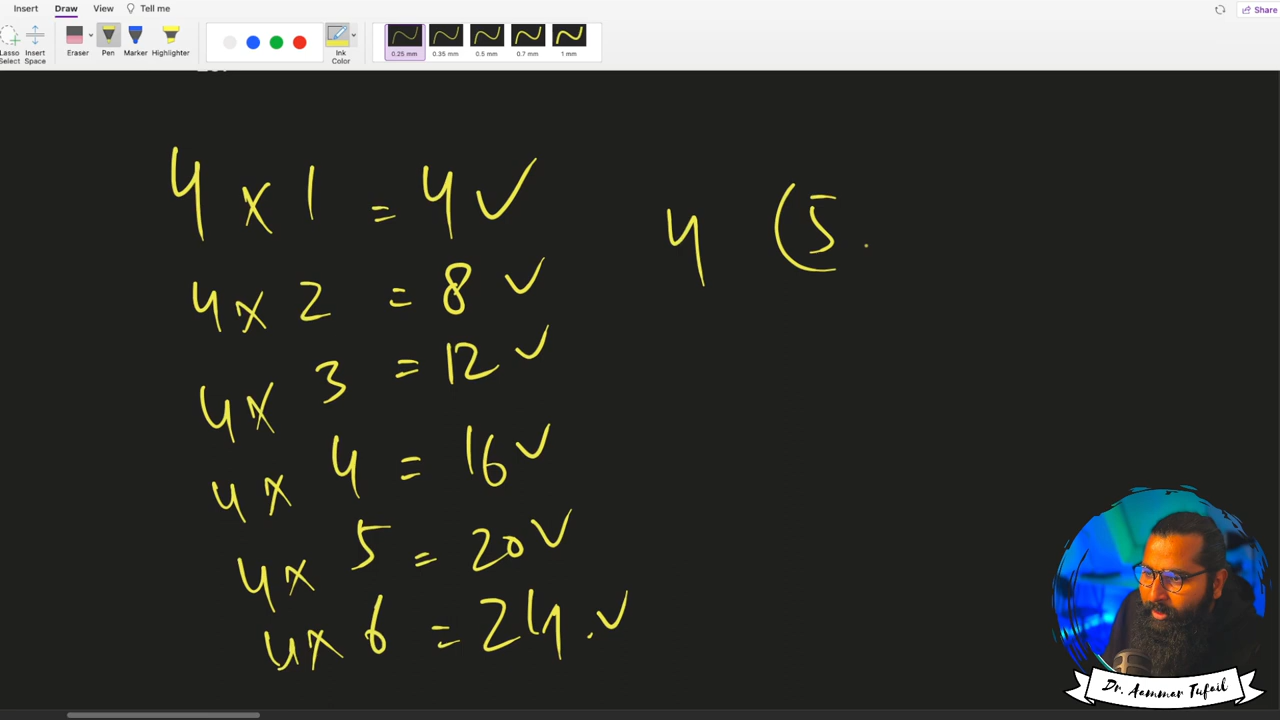 Insert Draw View Tell me
Share
Lasso Select
Insert Space
Eraser
Pen
Marker
Highlighter
Ink Color
0.25 mm
0.35 mm
0.5 mm
0.7 mm
1 mm
4 x 1 = 4 ✓
4 x 2 = 8 ✓
4 x 3 = 12 ✓
4 x 4 = 16 ✓
4 x 5 = 20 ✓
4 x 6 = 24 . ✓
4 (5 .
Dr. Aammar Tufail